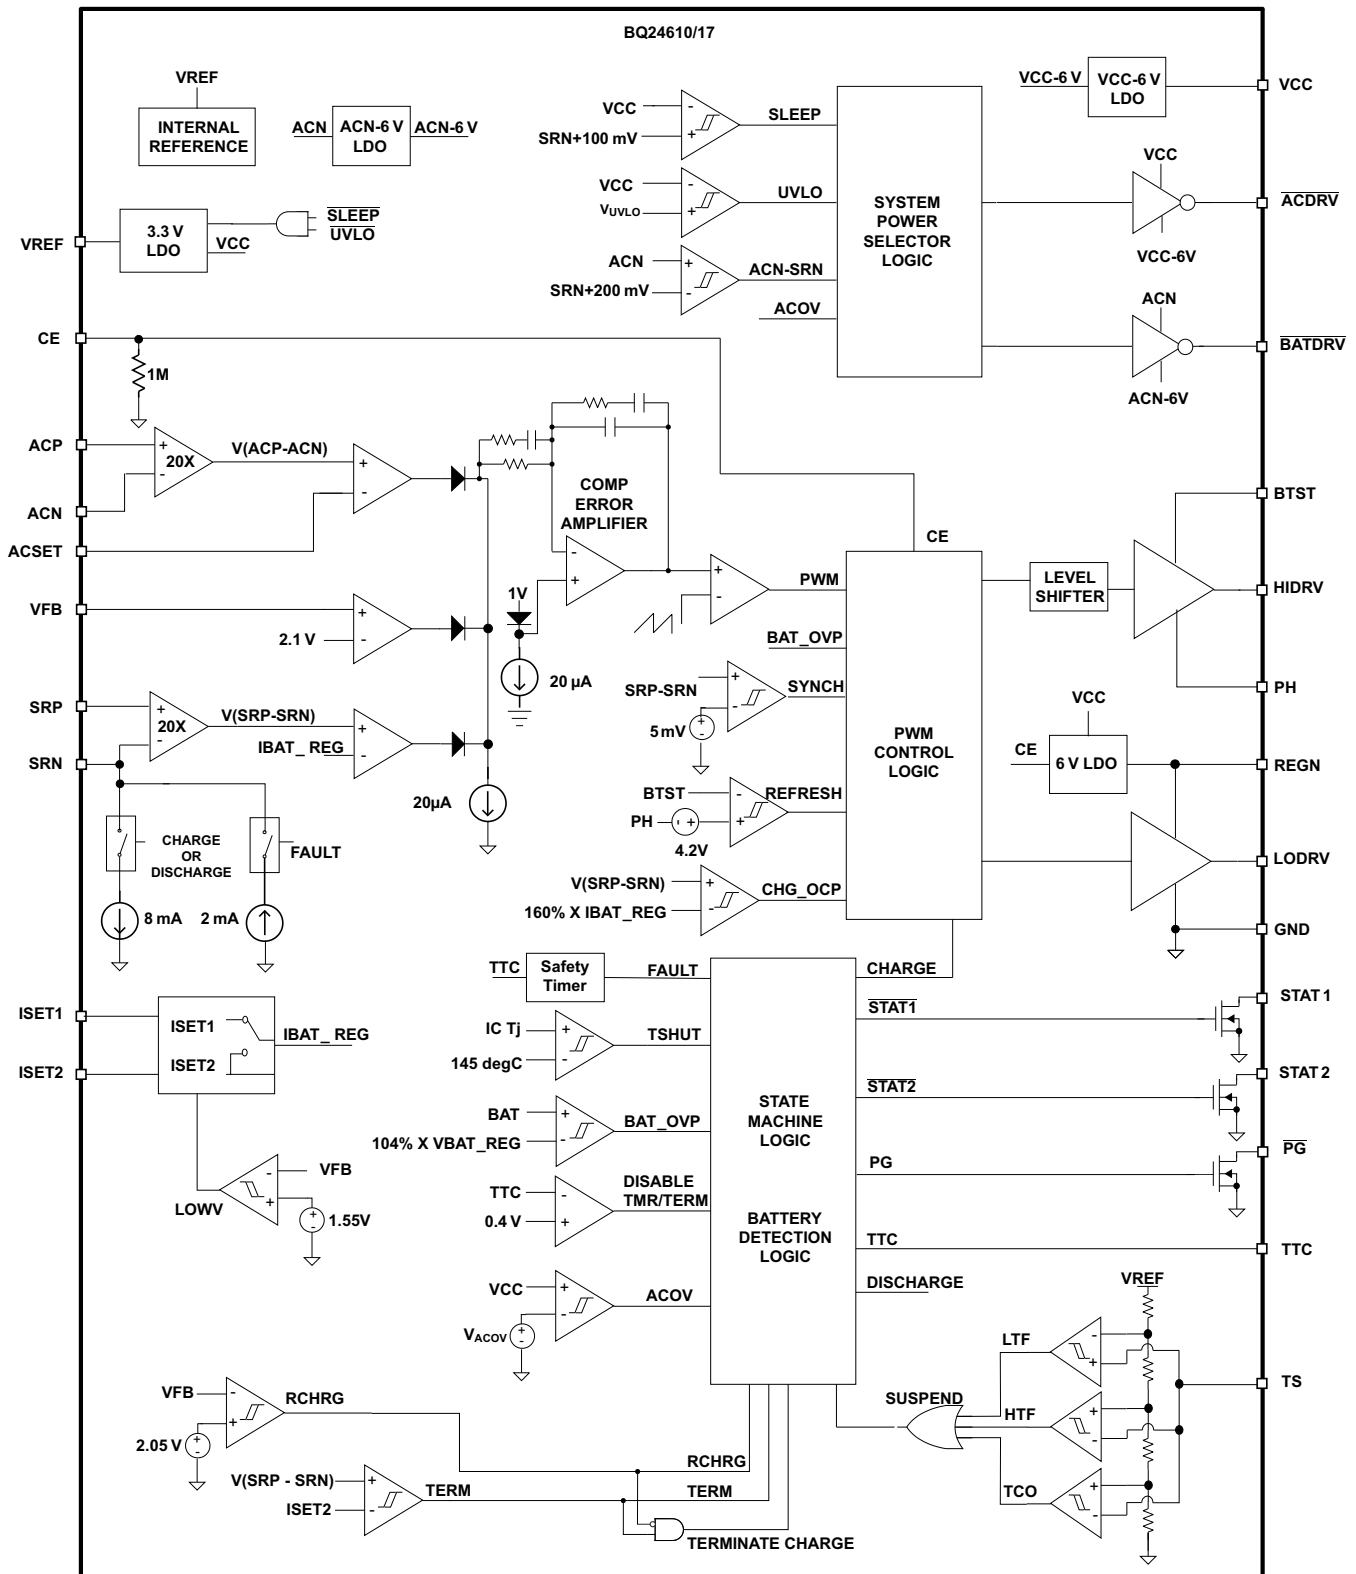 BQ24610/17
VREF
INTERNAL
REFERENCE
ACN
ACN-6 V
LDO
ACN-6 V
VREF
3.3 V
LDO
VCC
SLEEP
UVLO
VCC
SRN+100 mV
SLEEP
VCC
VUVLO
UVLO
ACN
SRN+200 mV
ACN-SRN
ACOV
SYSTEM
POWER
SELECTOR
LOGIC
VCC-6 V
VCC-6 V
LDO
VCC
VCC
VCC-6V
ACDRV
ACN
ACN-6V
BATDRV
CE
1M
ACP
ACN
20X
V(ACP-ACN)
ACSET
VFB
2.1 V
SRP
SRN
20X
V(SRP-SRN)
IBAT_ REG
COMP
ERROR
AMPLIFIER
1V
20 µA
20µA
CHARGE
OR
DISCHARGE
FAULT
8 mA
2 mA
CE
PWM
BAT_OVP
SRP-SRN
5 mV
SYNCH
BTST
PH
4.2V
REFRESH
V(SRP-SRN)
160% X IBAT_REG
CHG_OCP
PWM
CONTROL
LOGIC
LEVEL
SHIFTER
BTST
HIDRV
PH
VCC
CE
6 V LDO
REGN
LODRV
GND
ISET1
ISET2
ISET1
ISET2
IBAT_ REG
LOWV
VFB
1.55V
TTC
Safety
Timer
FAULT
IC Tj
145 degC
TSHUT
BAT
104% X VBAT_REG
BAT_OVP
TTC
0.4 V
DISABLE
TMR/TERM
VCC
VACOV
ACOV
STATE
MACHINE
LOGIC
BATTERY
DETECTION
LOGIC
CHARGE
STAT1
STAT 1
STAT2
STAT 2
PG
PG
TTC
TTC
DISCHARGE
VREF
LTF
HTF
TCO
SUSPEND
TS
VFB
2.05 V
RCHRG
RCHRG
V(SRP - SRN)
ISET2
TERM
TERM
TERMINATE CHARGE